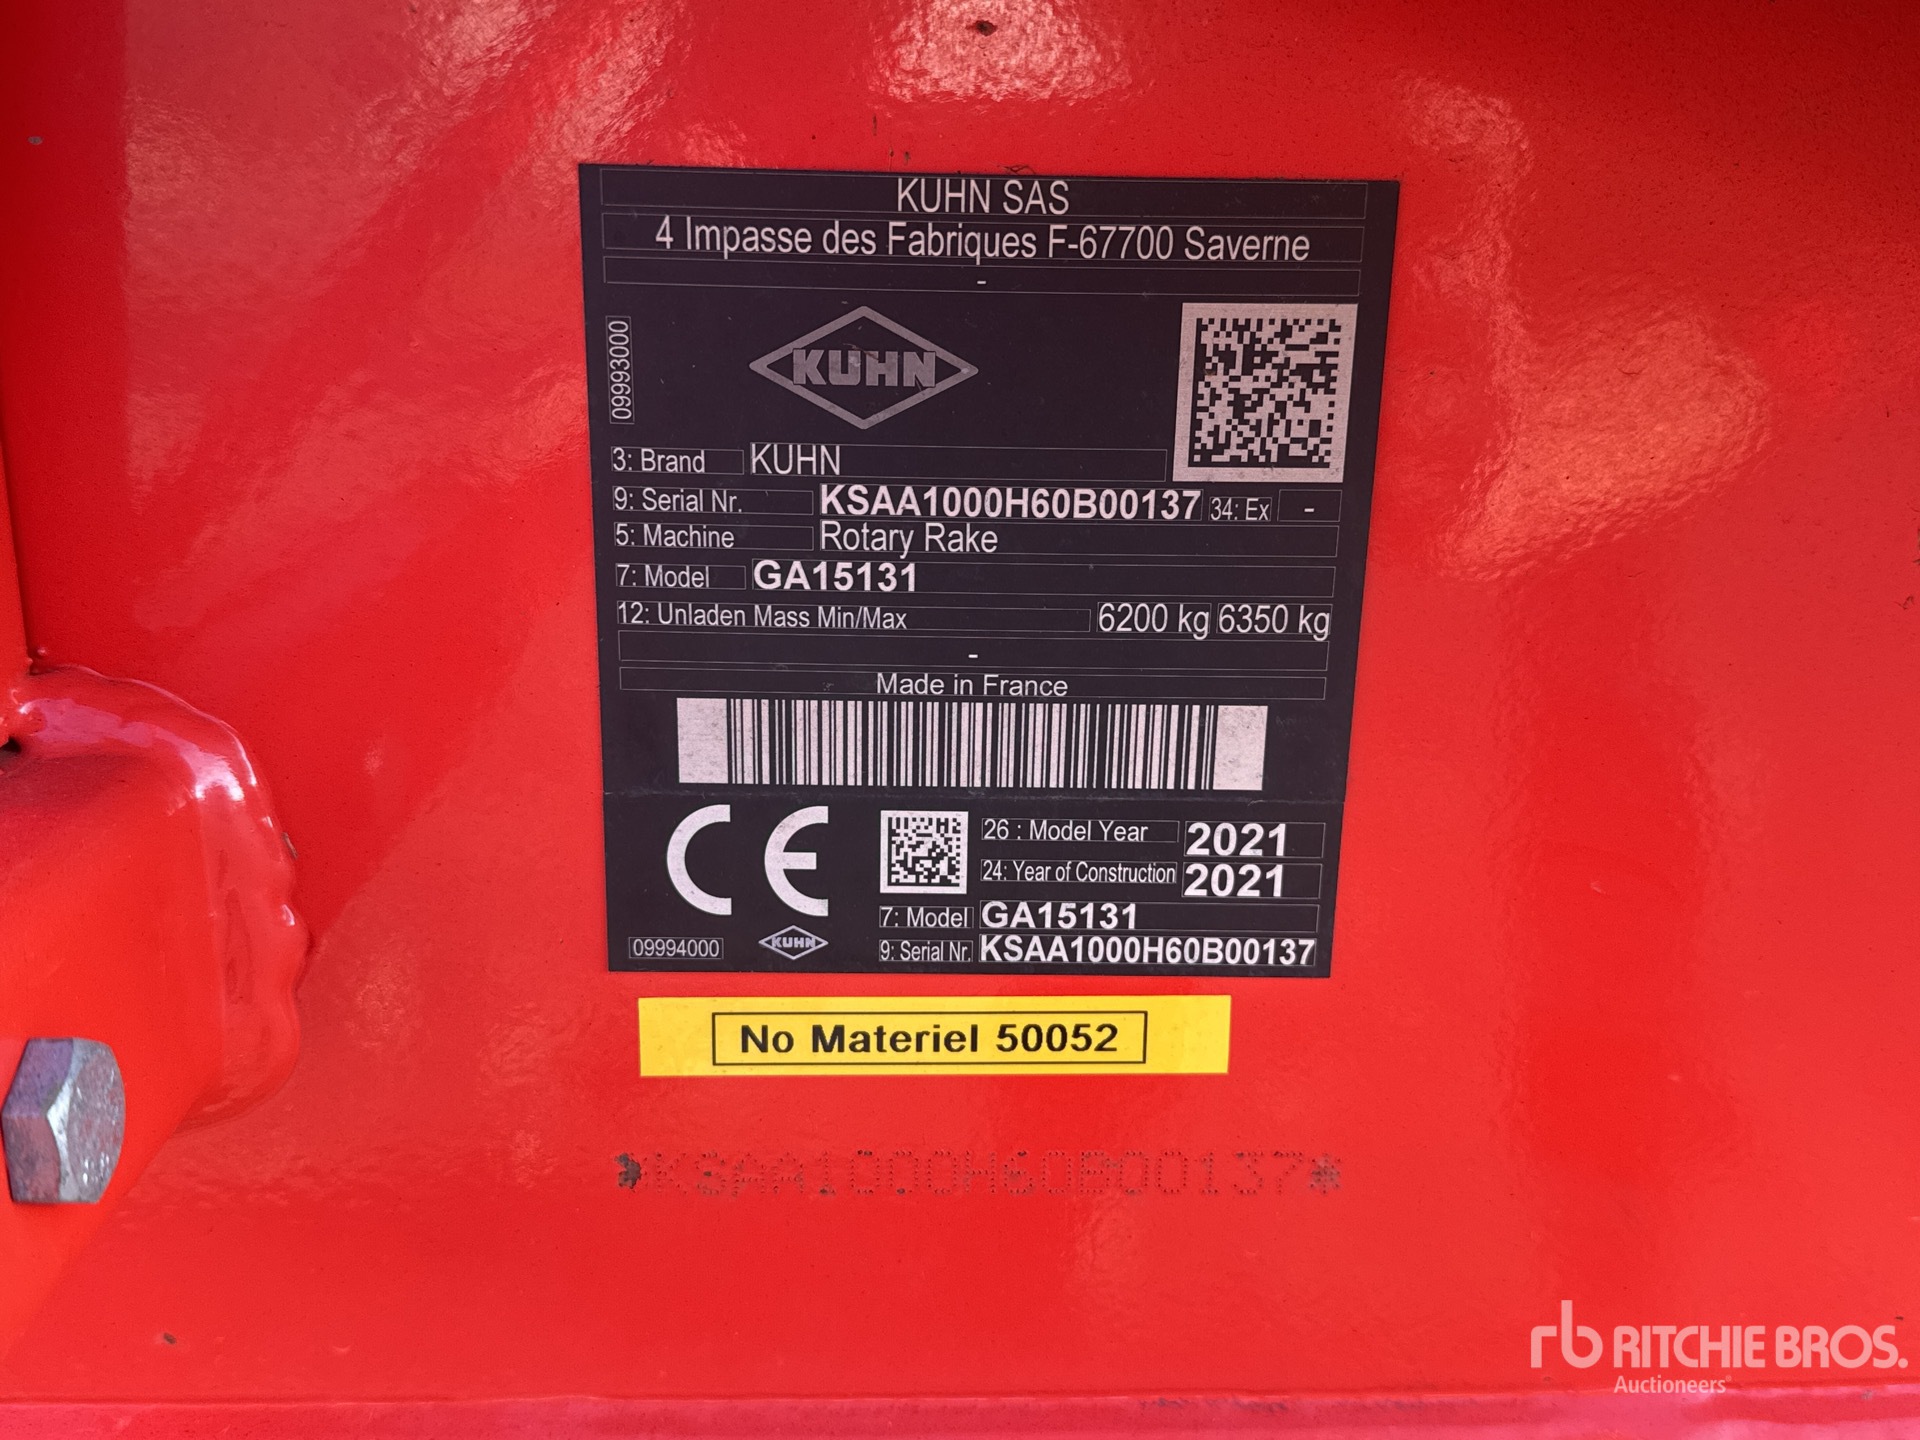 KUHN SAS
4 Impasse des Fabriques F-67700 Saverne
-
09993000
KUHN
3: Brand KUHN
9: Serial Nr. KSAA1000H60B00137 34: Ex -
5: Machine Rotary Rake
7: Model GA15131
12: Unladen Mass Min/Max 6200 kg 6350 kg
-
Made in France
CE
26 : Model Year 2021
24: Year of Construction 2021
7: Model GA15131
09994000 KUHN 9: Serial Nr. KSAA1000H60B00137
No Materiel 50052
*KSAA1000H60B00137*
rb RITCHIE BROS.
Auctioneers